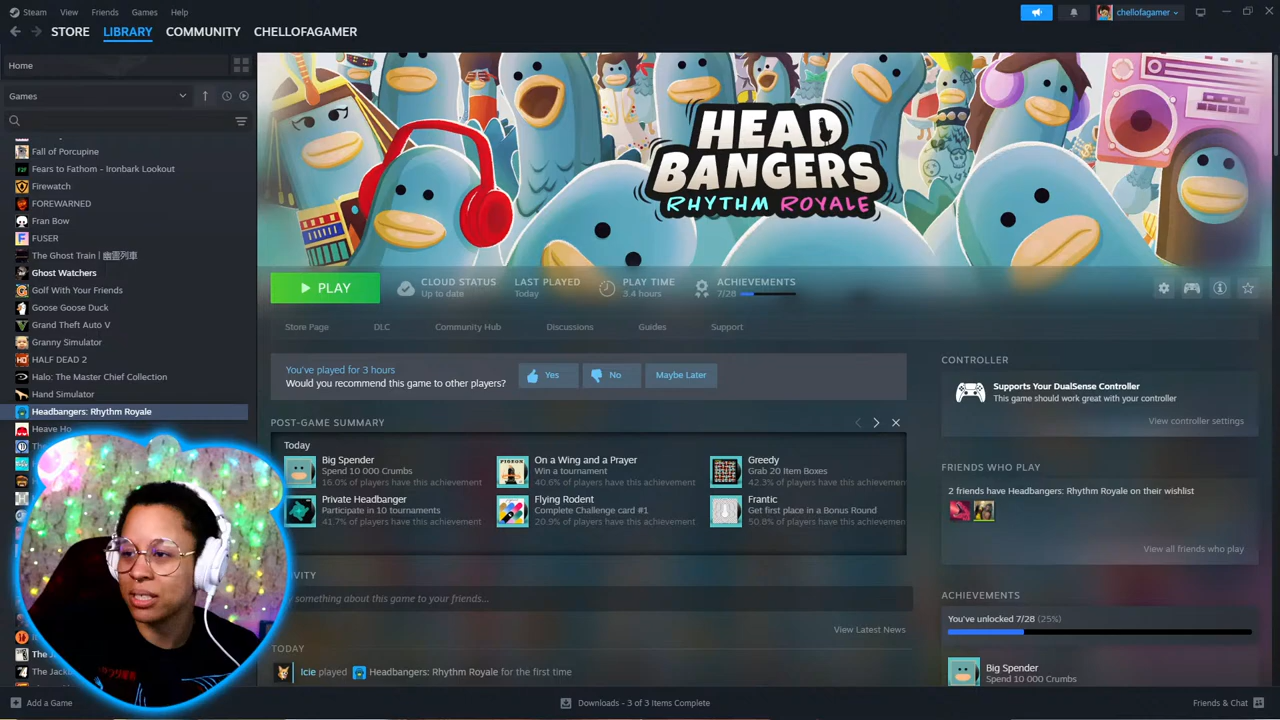 Steam View Friends Games Help
chellofagamer
STORE LIBRARY COMMUNITY CHELLOFAGAMER
Home
Games
Fall of Porcupine
Fears to Fathom - Ironbark Lookout
Firewatch
FOREWARNED
Fran Bow
FUSER
The Ghost Train | 幽霊列車
Ghost Watchers
Golf With Your Friends
Goose Goose Duck
Grand Theft Auto V
Granny Simulator
HALF DEAD 2
Halo: The Master Chief Collection
Hand Simulator
Headbangers: Rhythm Royale
Heave Ho
The J
The Jack
Add a Game
HEAD
BANGERS
RHYTHM ROYALE
PLAY
CLOUD STATUS
Up to date
LAST PLAYED
Today
PLAY TIME
3.4 hours
ACHIEVEMENTS
7/28
Store Page DLC Community Hub Discussions Guides Support
You've played for 3 hours
Would you recommend this game to other players?
Yes No Maybe Later
POST-GAME SUMMARY
Today
Big Spender
Spend 10 000 Crumbs
16.0% of players have this achievement
On a Wing and a Prayer
Win a tournament
40.6% of players have this achievement
Greedy
Grab 20 Item Boxes
42.3% of players have this achievement
Private Headbanger
Participate in 10 tournaments
41.7% of players have this achievement
Flying Rodent
Complete Challenge card #1
20.9% of players have this achievement
Frantic
Get first place in a Bonus Round
50.8% of players have this achievement
IVITY
something about this game to your friends...
View Latest News
TODAY
Icie played Headbangers: Rhythm Royale for the first time
CONTROLLER
Supports Your DualSense Controller
This game should work great with your controller
View controller settings
FRIENDS WHO PLAY
2 friends have Headbangers: Rhythm Royale on their wishlist
View all friends who play
ACHIEVEMENTS
You've unlocked 7/28 (25%)
Big Spender
Spend 10 000 Crumbs
Downloads - 3 of 3 Items Complete
Friends & Chat